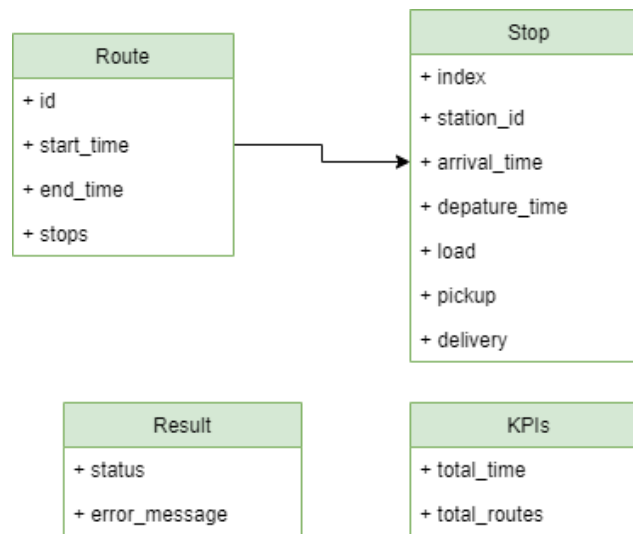 Route
+ id
+ start_time
+ end_time
+ stops
Stop
+ index
+ station_id
+ arrival_time
+ depature_time
+ load
+ pickup
+ delivery
Result
+ status
+ error_message
KPIs
+ total_time
+ total_routes